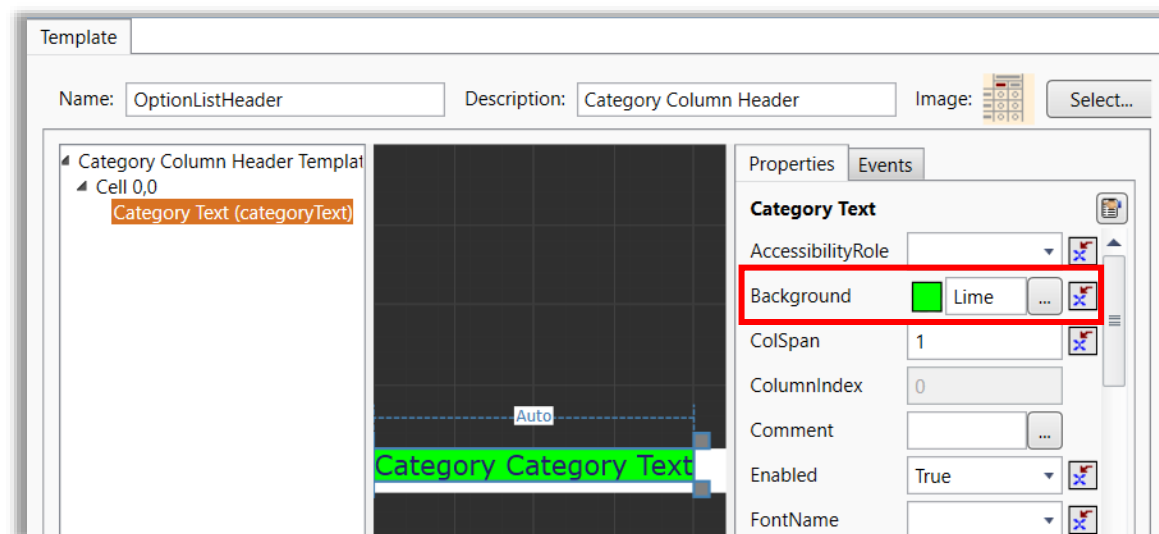 Template
Name: OptionListHeader Description: Category Column Header Image: Select...
Category Column Header Templat
Cell 0,0
Category Text (categoryText)
Auto
Category Category Text
Properties Events
Category Text
AccessibilityRole
Background Lime ...
ColSpan 1
ColumnIndex 0
Comment ...
Enabled True
FontName